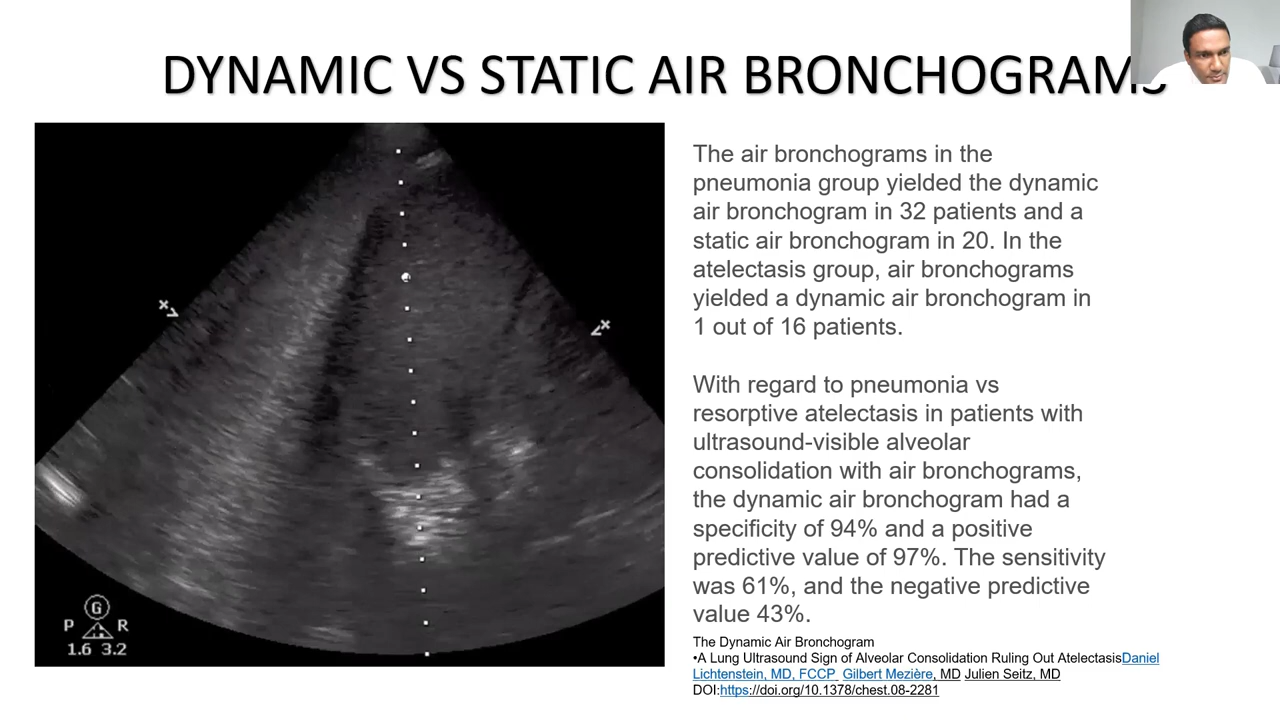 DYNAMIC VS STATIC AIR BRONCHOGRAMS
The air bronchograms in the
pneumonia group yielded the dynamic
air bronchogram in 32 patients and a
static air bronchogram in 20. In the
atelectasis group, air bronchograms
yielded a dynamic air bronchogram in
1 out of 16 patients.
With regard to pneumonia vs
resorptive atelectasis in patients with
ultrasound-visible alveolar
consolidation with air bronchograms,
the dynamic air bronchogram had a
specificity of 94% and a positive
predictive value of 97%. The sensitivity
was 61%, and the negative predictive
value 43%.
The Dynamic Air Bronchogram
•A Lung Ultrasound Sign of Alveolar Consolidation Ruling Out AtelectasisDaniel
Lichtenstein, MD, FCCP, Gilbert Mezière, MD Julien Seitz, MD
DOI:https://doi.org/10.1378/chest.08-2281
G
P R
1.6 3.2